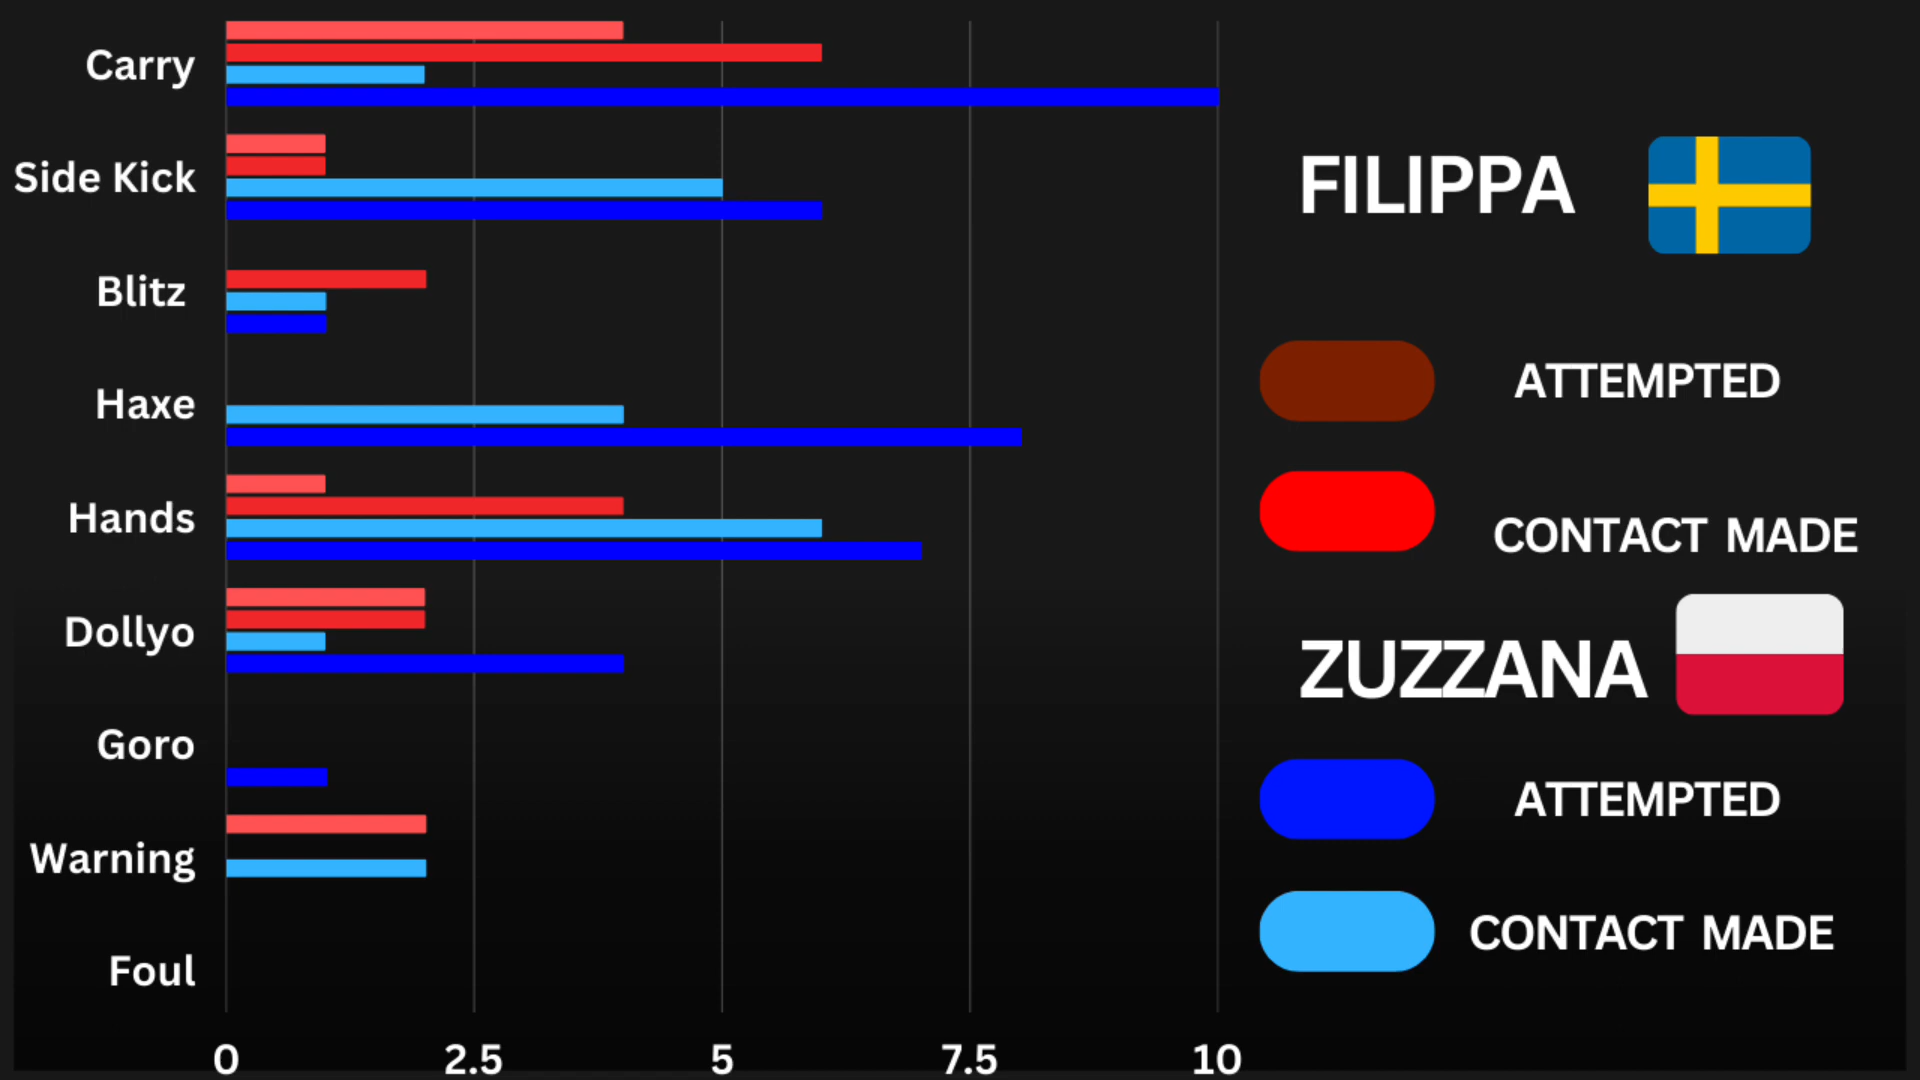 Carry
Side Kick
Blitz
Haxe
Hands
Dollyo
Goro
Warning
Foul
0 2.5 5 7.5 10
FILIPPA
ATTEMPTED
CONTACT MADE
ZUZZANA
ATTEMPTED
CONTACT MADE